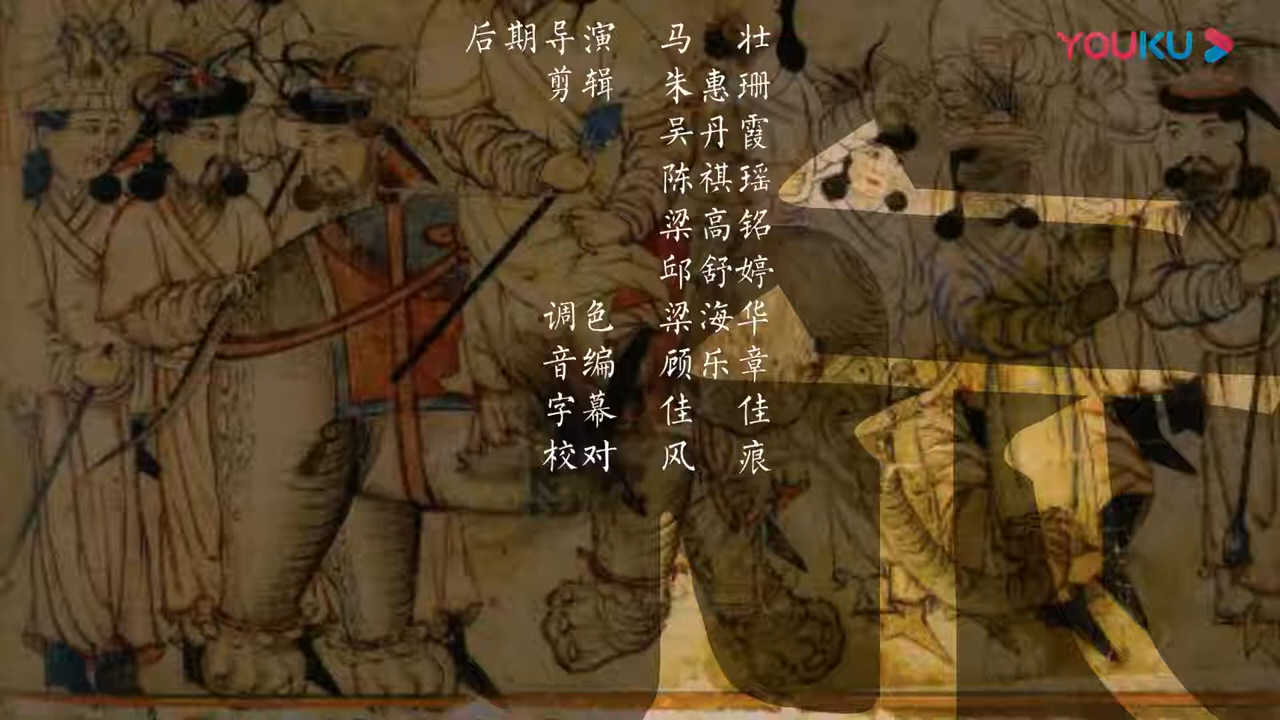 YOUKU
后期导演 马 壮
剪辑 朱惠珊
吴丹霞
陈祺瑶
梁高铭
邱舒婷
调色 梁海华
音编 顾乐章
字幕 佳 佳
校对 风 痕